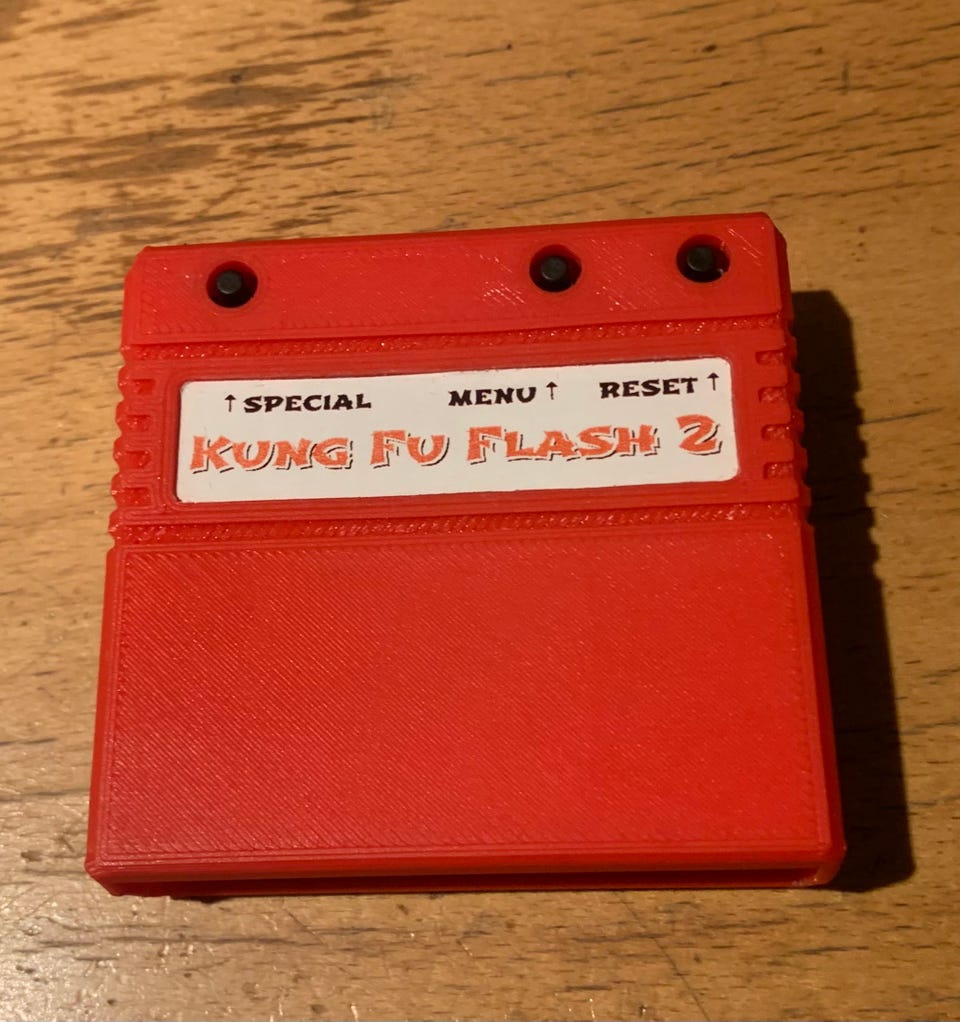 ↑SPECIAL MENU↑ RESET↑
KUNG FU FLASH 2